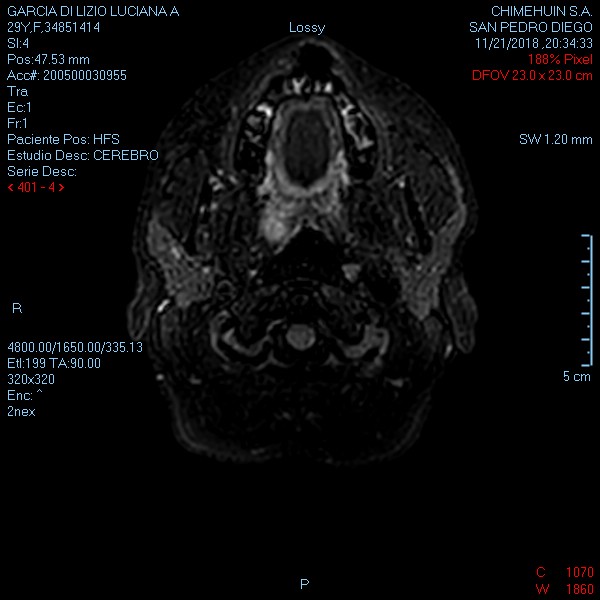 GARCIA DI LIZIO LUCIANA A
29Y,F,34851414
Sl:4
Pos:47.53 mm
Acc#: 200500030955
Tra
Ec:1
Fr:1
Paciente Pos: HFS
Estudio Desc: CEREBRO
Serie Desc:
< 401 - 4 >
Lossy
CHIMEHUIN S.A.
SAN PEDRO DIEGO
11/21/2018 ,20:34:33
188% Pixel
DFOV 23.0 x 23.0 cm
SW 1.20 mm
R
5 cm
4800.00/1650.00/335.13
Etl:199 TA:90.00
320x320
Enc: ^
2nex
P
C 1070
W 1860